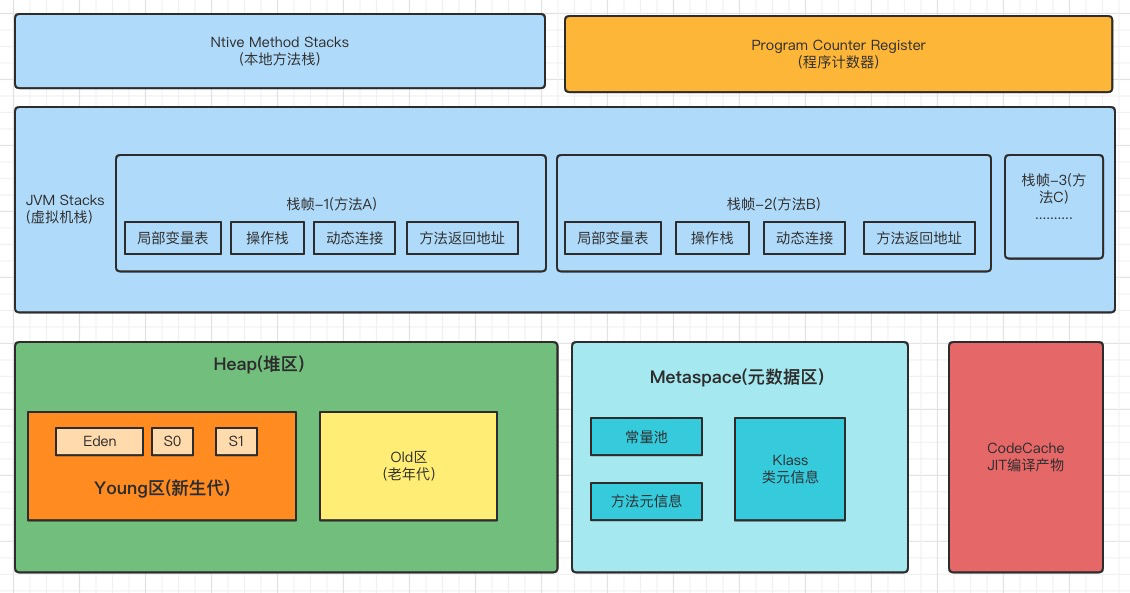 Ntive Method Stacks
(本地方法栈)
Program Counter Register
(程序计数器)
JVM Stacks
(虚拟机栈)
栈帧-1(方法A)
局部变量表
操作栈
动态连接
方法返回地址
栈帧-2(方法B)
局部变量表
操作栈
动态连接
方法返回地址
栈帧-3(方
法C)
..........
Heap(堆区)
Eden
S0
S1
Young区(新生代)
Old区
(老年代)
Metaspace(元数据区)
常量池
方法元信息
Klass
类元信息
CodeCache
JIT编译产物